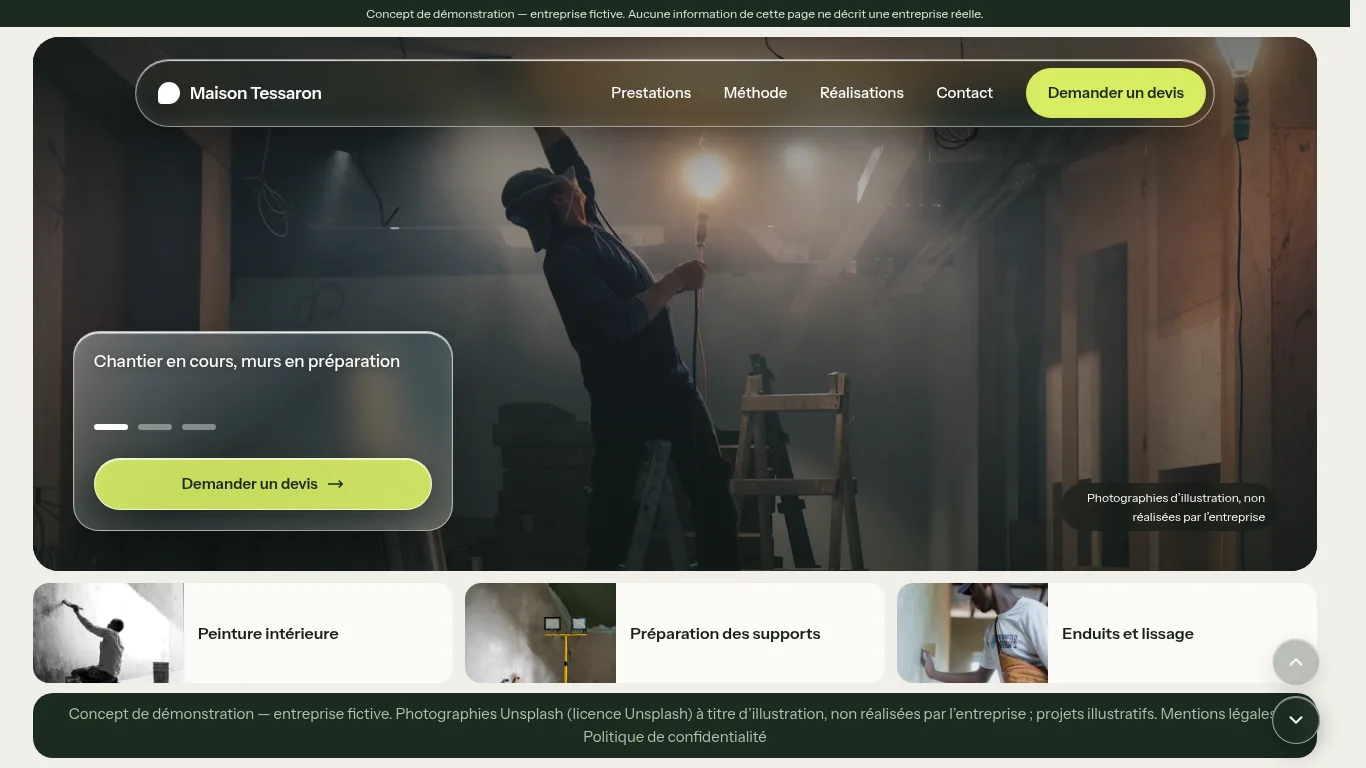 Concept de démonstration — entreprise fictive. Aucune information de cette page ne décrit une entreprise réelle.
Maison Tessaron
Prestations
Méthode
Réalisations
Contact
Demander un devis
Chantier en cours, murs en préparation
Demander un devis
Photographies d'illustration, non
réalisées par l'entreprise
Peinture intérieure
Préparation des supports
Enduits et lissage
Concept de démonstration — entreprise fictive. Photographies Unsplash (licence Unsplash) à titre d'illustration, non réalisées par l'entreprise ; projets illustratifs. Mentions légales
Politique de confidentialité